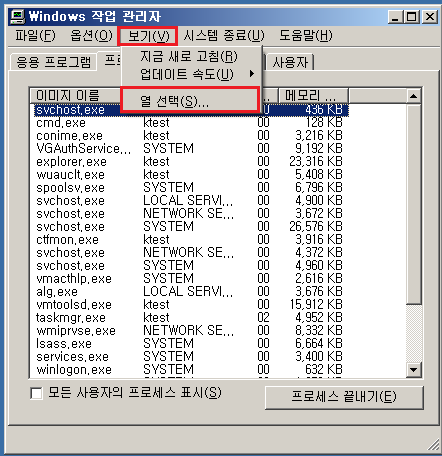 Windows 작업 관리자
파일(F) 옵션(O) 보기(V) 시스템 종료(U) 도움말(H)
지금 새로 고침(R)
업데이트 속도(U)
열 선택(S)...
응용 프로그램 사용자
이미지 이름 메모리 ...
svchost.exe 00 436 KB
cmd.exe ktest 00 128 KB
conime.exe ktest 00 3,216 KB
VGAuthService... SYSTEM 00 9,192 KB
explorer.exe ktest 00 23,316 KB
wuauclt.exe ktest 00 5,408 KB
spoolsv.exe SYSTEM 00 6,796 KB
svchost.exe LOCAL SERVI... 00 4,900 KB
svchost.exe NETWORK SE... 00 3,672 KB
svchost.exe SYSTEM 00 26,576 KB
ctfmon.exe ktest 00 3,916 KB
svchost.exe NETWORK SE... 00 4,372 KB
svchost.exe SYSTEM 00 4,960 KB
vmacthlp.exe SYSTEM 00 2,616 KB
alg.exe LOCAL SERVI... 00 3,676 KB
vmtoolsd.exe ktest 00 15,912 KB
taskmgr.exe ktest 02 4,952 KB
wmiprvse.exe NETWORK SE... 00 8,332 KB
lsass.exe SYSTEM 00 6,664 KB
services.exe SYSTEM 00 3,400 KB
winlogon.exe SYSTEM 00 632 KB
모든 사용자의 프로세스 표시(S) 프로세스 끝내기(E)